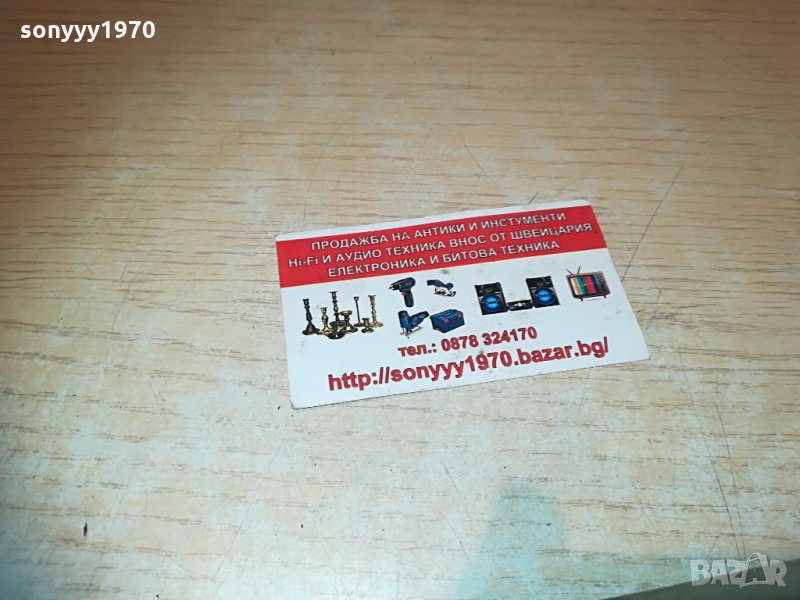 sonyyy1970
ПРОДАЖБА НА АНТИКИ И ИНСТУМЕНТИ
Hi-Fi И АУДИО ТЕХНИКА ВНОС ОТ ШВЕЙЦАРИЯ
ЕЛЕКТРОНИКА И БИТОВА ТЕХНИКА
тел.: 0878 324170
http://sonyyy1970.bazar.bg/
BAZAR